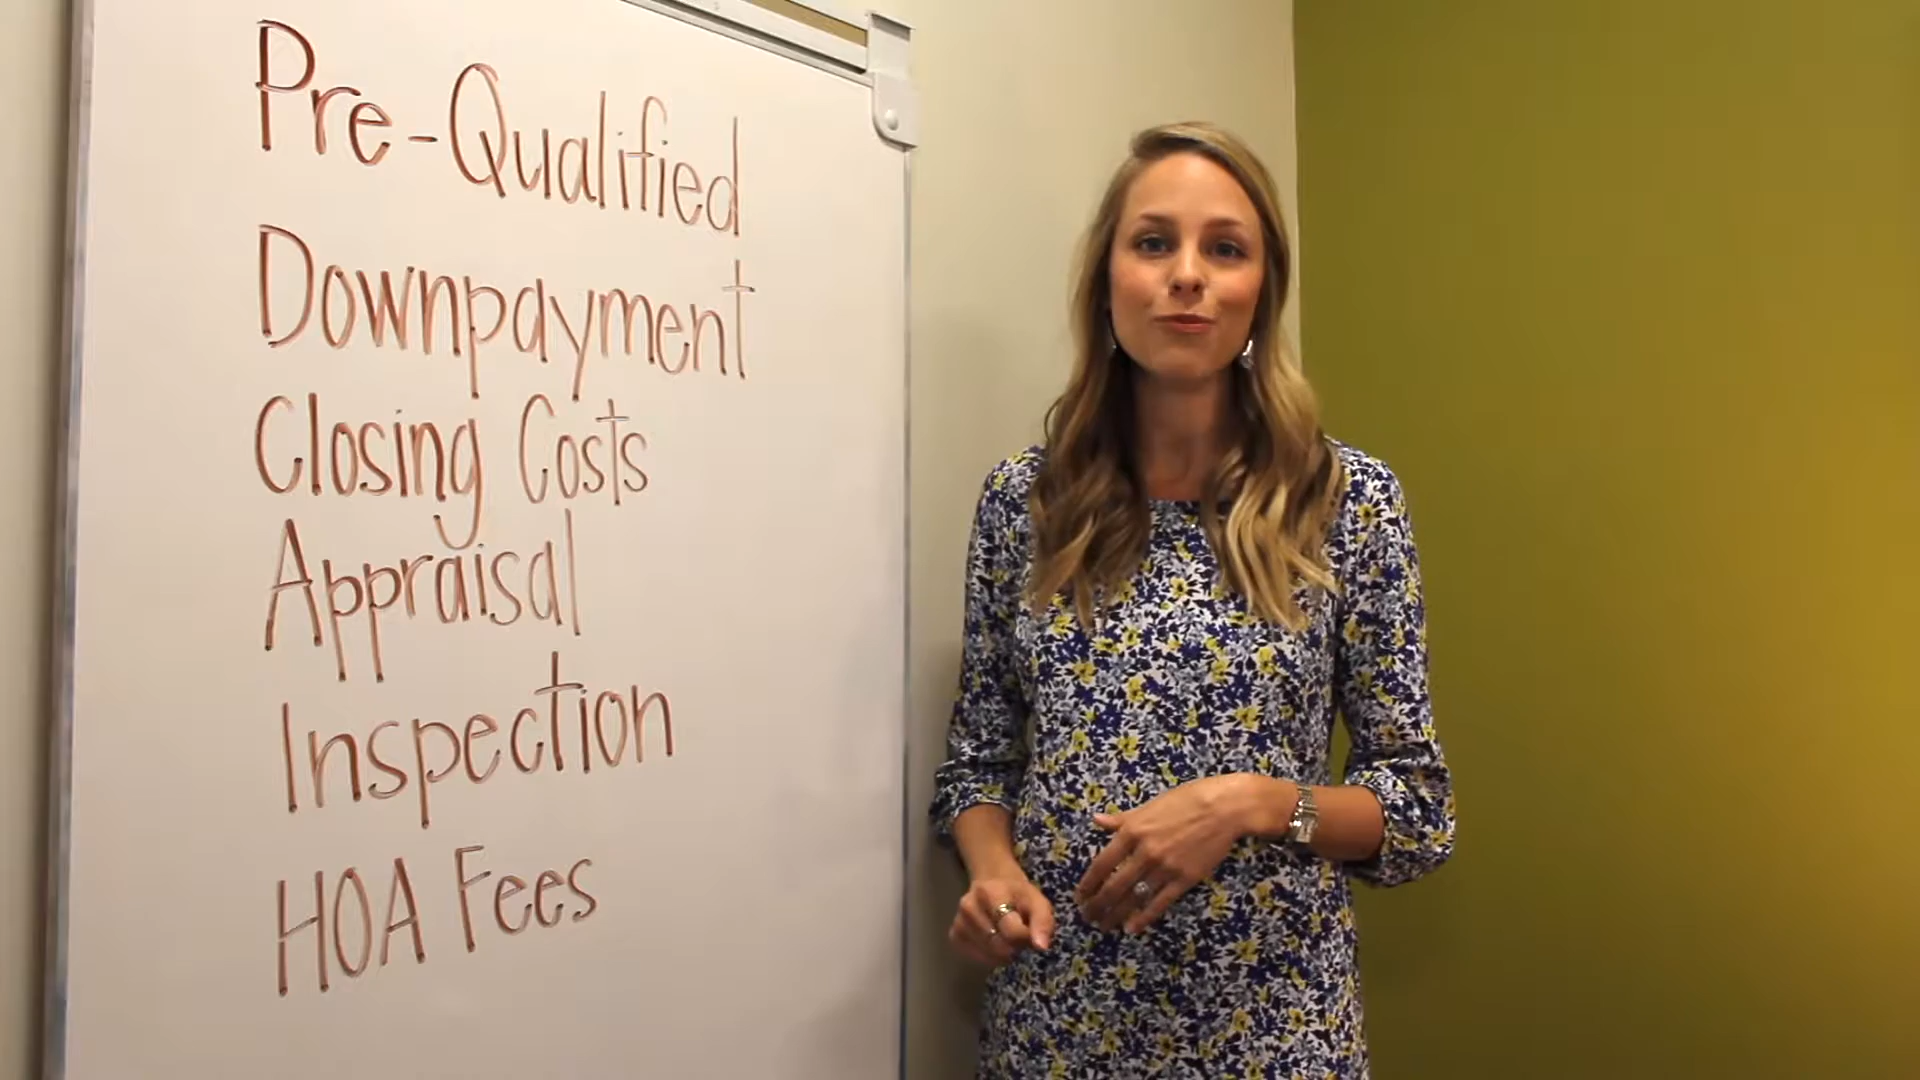 Pre-Qualified
Downpayment
Closing Costs
Appraisal
Inspection
HOA Fees